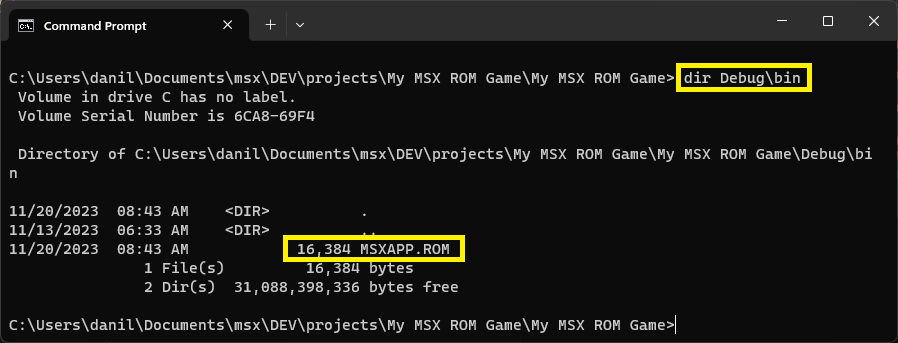 Command Prompt
C:\Users\danil\Documents\msx\DEV\projects\My MSX ROM Game\My MSX ROM Game>dir Debug\bin
 Volume in drive C has no label.
 Volume Serial Number is 6CA8-69F4
 Directory of C:\Users\danil\Documents\msx\DEV\projects\My MSX ROM Game\My MSX ROM Game\Debug\bi
n
11/20/2023  08:43 AM    <DIR>          .
11/13/2023  06:33 AM    <DIR>          ..
11/20/2023  08:43 AM            16,384 MSXAPP.ROM
               1 File(s)         16,384 bytes
               2 Dir(s)  31,088,398,336 bytes free
C:\Users\danil\Documents\msx\DEV\projects\My MSX ROM Game\My MSX ROM Game>